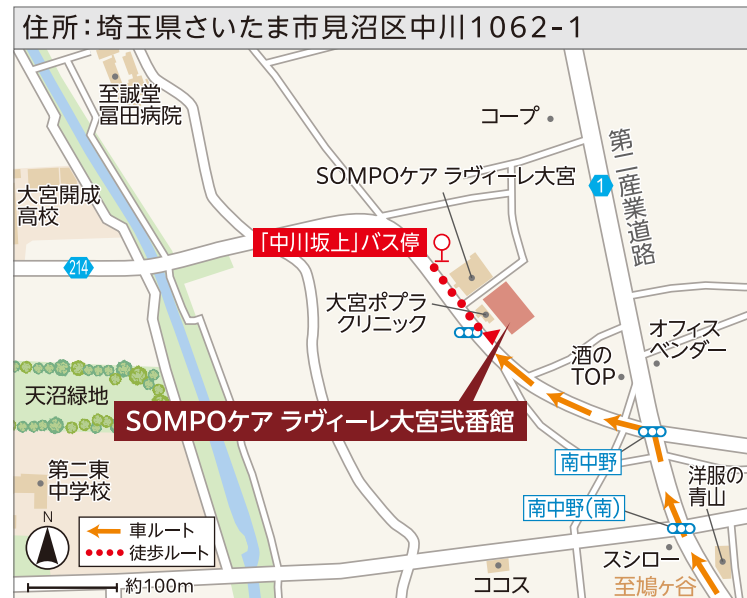 住所：埼玉県さいたま市見沼区中川1062-1
至誠堂
冨田病院
コープ
第二産業道路
SOMPOケア ラヴィーレ大宮
1
大宮開成
高校
「中川坂上」バス停
214
大宮ポプラ
クリニック
オフィス
ベンダー
酒の
TOP
天沼緑地
SOMPOケア ラヴィーレ大宮弐番館
南中野
第二東
中学校
洋服の
青山
南中野(南)
N
車ルート
徒歩ルート
スシロー
ココス
至鳩ヶ谷
約100m